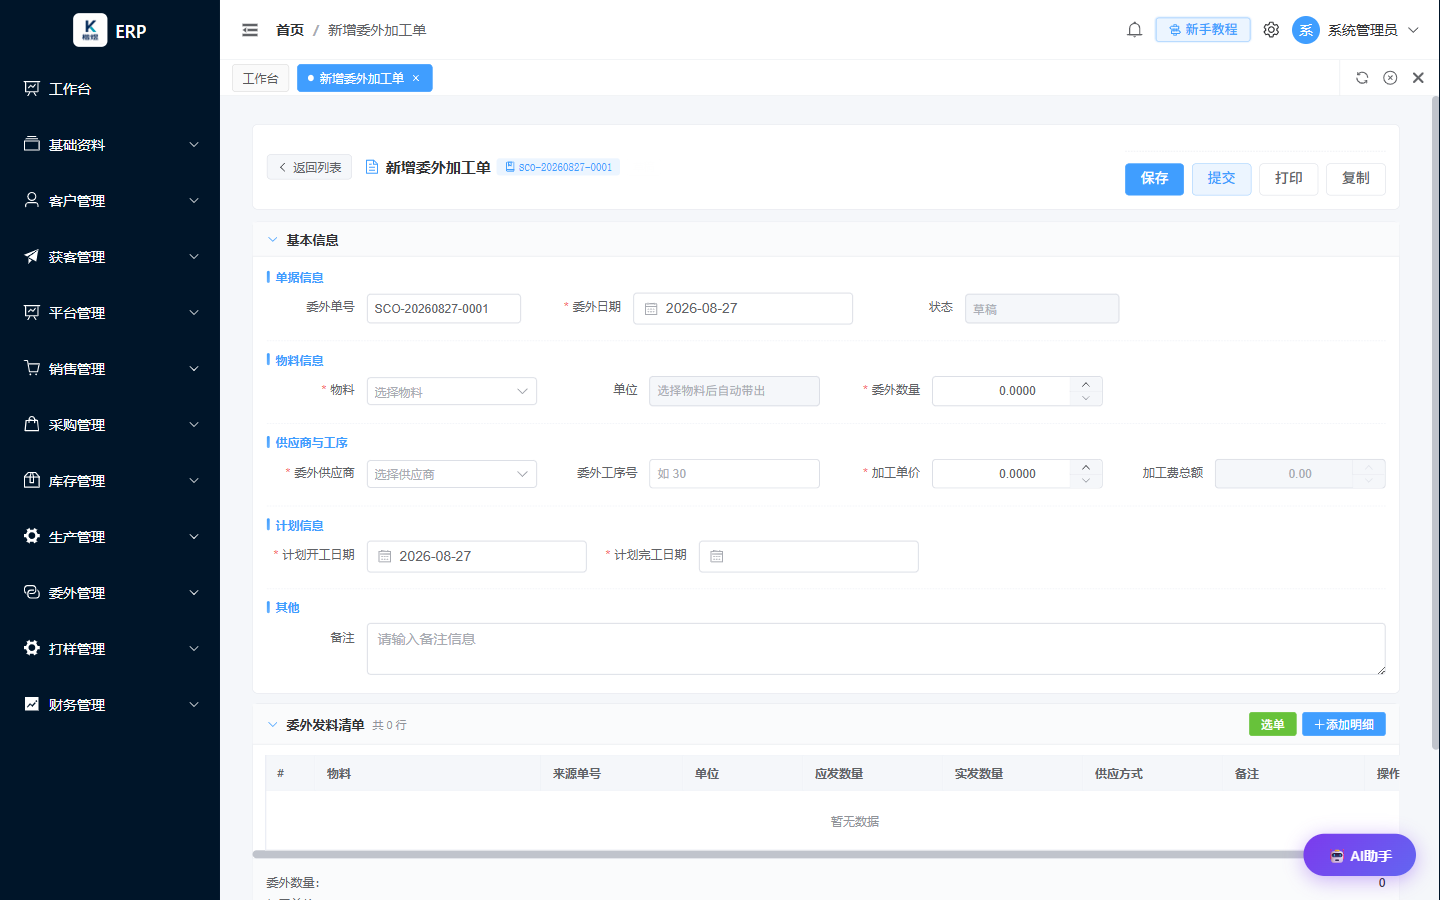 K
ERP
首页 / 新增委外加工单
新手教程
系 系统管理员
工作台
基础资料
客户管理
获客管理
平台管理
销售管理
采购管理
库存管理
生产管理
委外管理
打样管理
财务管理
工作台
新增委外加工单 ×
返回列表
新增委外加工单
sco-20260827-0001
保存
提交
打印
复制
基本信息
单据信息
委外单号 SCO-20260827-0001
* 委外日期 2026-08-27
状态 草稿
物料信息
* 物料 选择物料
单位 选择物料后自动带出
* 委外数量 0.0000
供应商与工序
* 委外供应商 选择供应商
委外工序号 如 30
* 加工单价 0.0000
加工费总额 0.00
计划信息
* 计划开工日期 2026-08-27
* 计划完工日期
其他
备注 请输入备注信息
委外发料清单 共 0 行
选单
+添加明细
# 物料 来源单号 单位 应发数量 实发数量 供应方式 备注 操作
暂无数据
AI助手
委外数量: 0